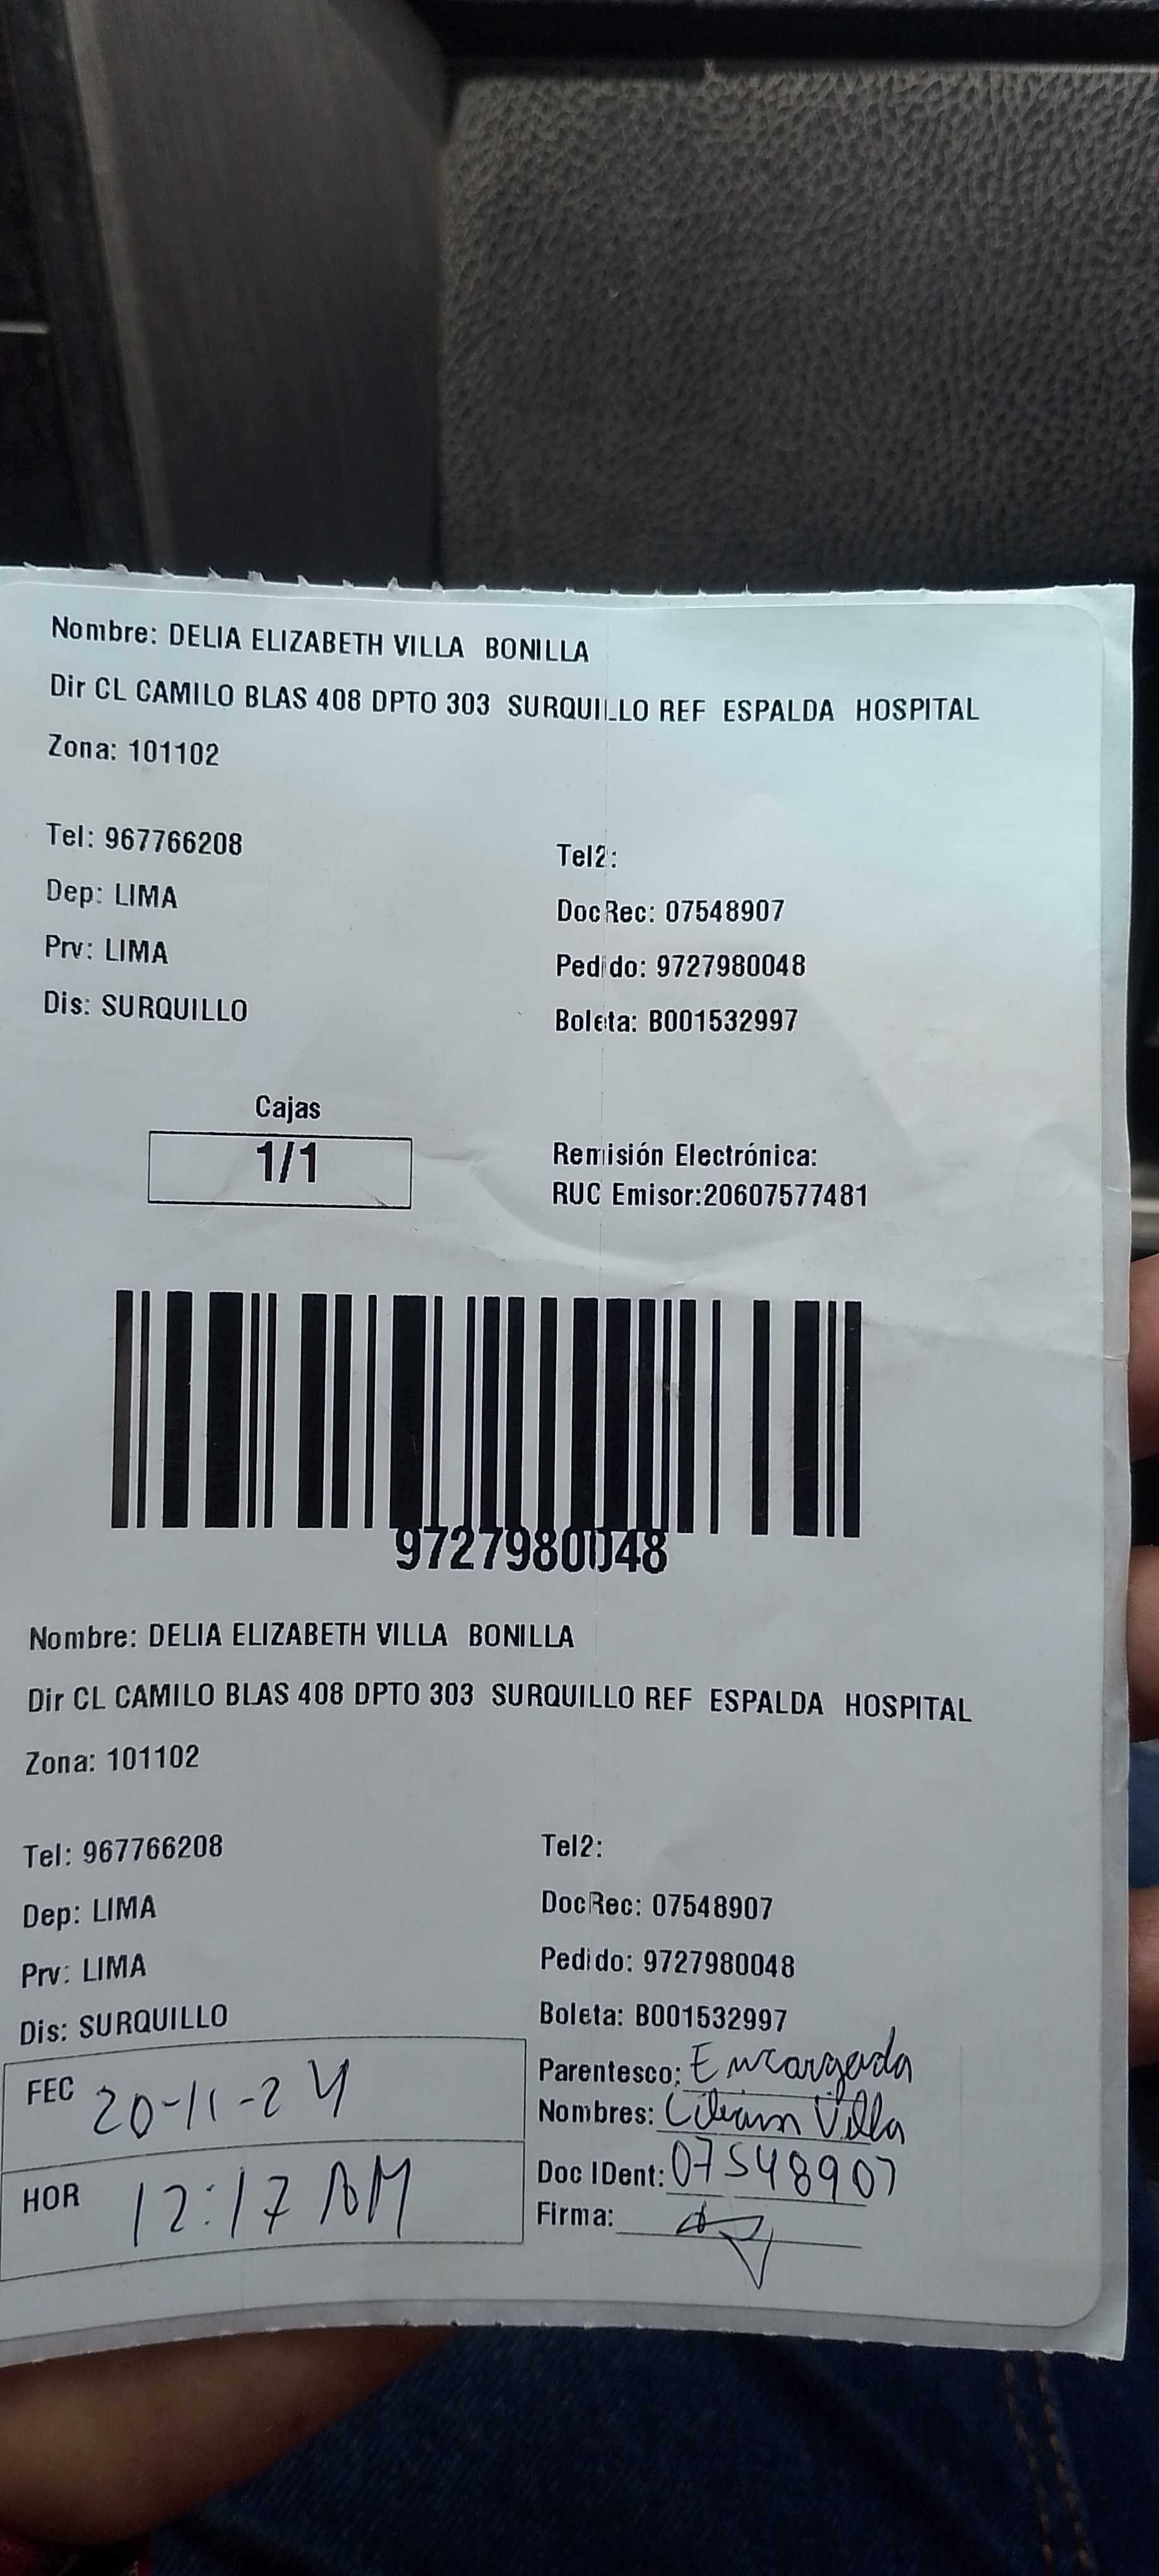 Nombre: DELIA ELIZABETH VILLA BONILLA
Dir CL CAMILO BLAS 408 DPTO 303 SURQUILLO REF ESPALDA HOSPITAL
Zona: 101102
Tel: 967766208
Tel2:
Dep: LIMA
DocRec: 07548907
Prv: LIMA
Pedido: 9727980048
Dis: SURQUILLO
Boleta: B001532997
Cajas
1/1
Remisión Electrónica:
RUC Emisor:20607577481
9727980048
Nombre: DELIA ELIZABETH VILLA BONILLA
Dir CL CAMILO BLAS 408 DPTO 303 SURQUILLO REF ESPALDA HOSPITAL
Zona: 101102
Tel: 967766208
Tel2:
Dep: LIMA
DocRec: 07548907
Prv: LIMA
Pedido: 9727980048
Dis: SURQUILLO
Boleta: B001532997
FEC 20-11-24
Parentesco: Encargada
Nombres: Villa
HOR 12:17 AM
Doc IDent: 07548907
Firma: